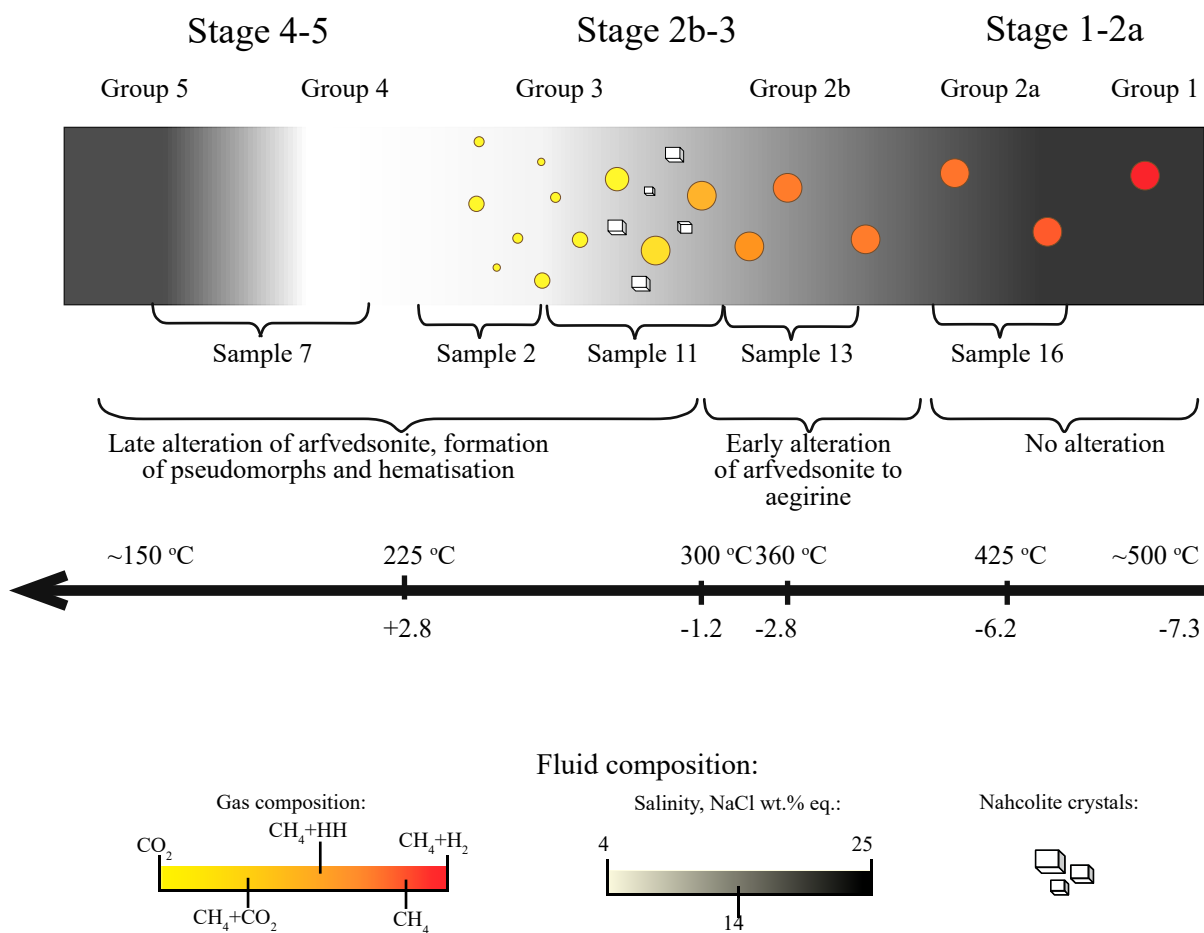 Stage 4-5
Stage 2b-3
Stage 1-2a
Group 5
Group 4
Group 3
Group 2b
Group 2a
Group 1
Sample 7
Sample 2
Sample 11
Sample 13
Sample 16
Late alteration of arfvedsonite, formation
of pseudomorphs and hematisation
Early alteration
of arfvedsonite to
aegirine
No alteration
~150 °C
225 °C
300 °C
360 °C
425 °C
~500 °C
+2.8
-1.2
-2.8
-6.2
-7.3
Fluid composition:
Gas composition:
CO₂
CH₄+HH
CH₄+H₂
CH₄+CO₂
CH₄
Salinity, NaCl wt.% eq.:
4
25
14
Nahcolite crystals: